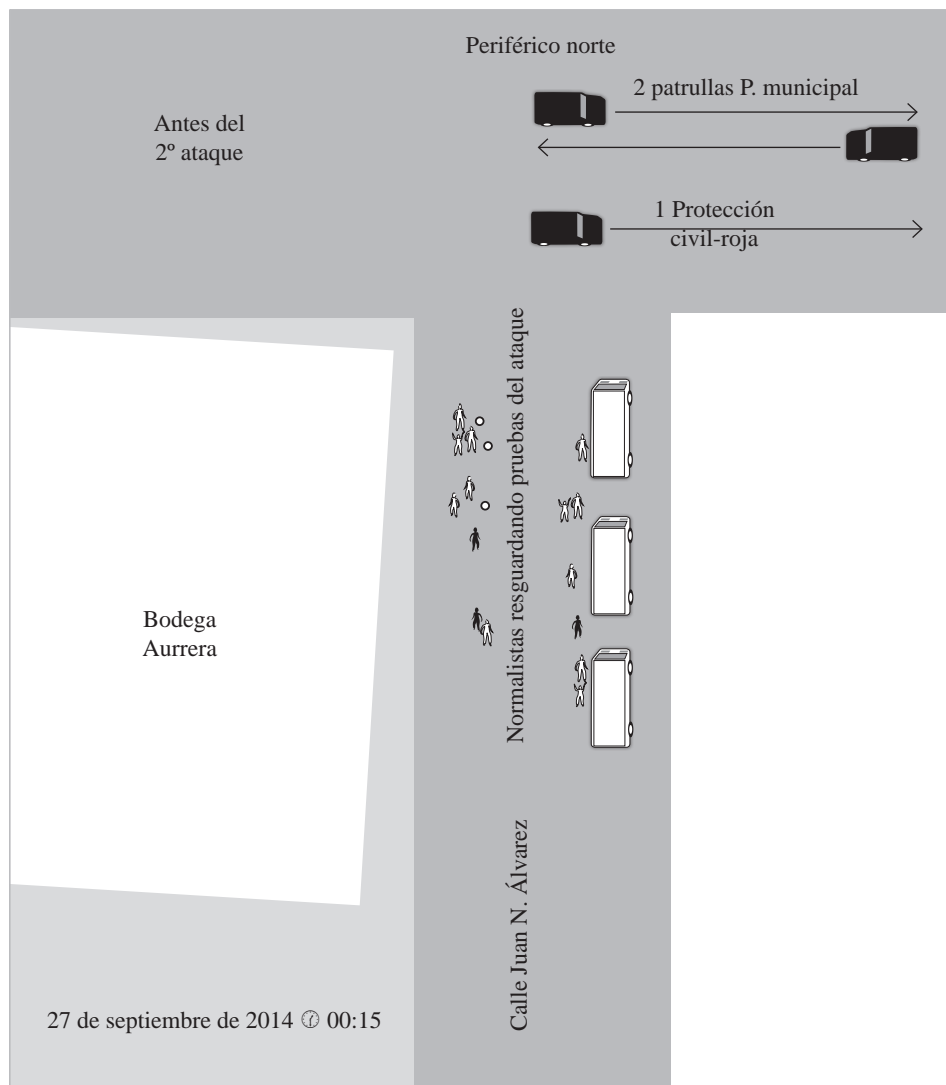 Periférico norte
2 patrullas P. municipal
Antes del
2º ataque
1 Protección
civil-roja
Normalistas resguardando pruebas del ataque
Bodega
Aurrera
Calle Juan N. Álvarez
27 de septiembre de 2014 🕜 00:15